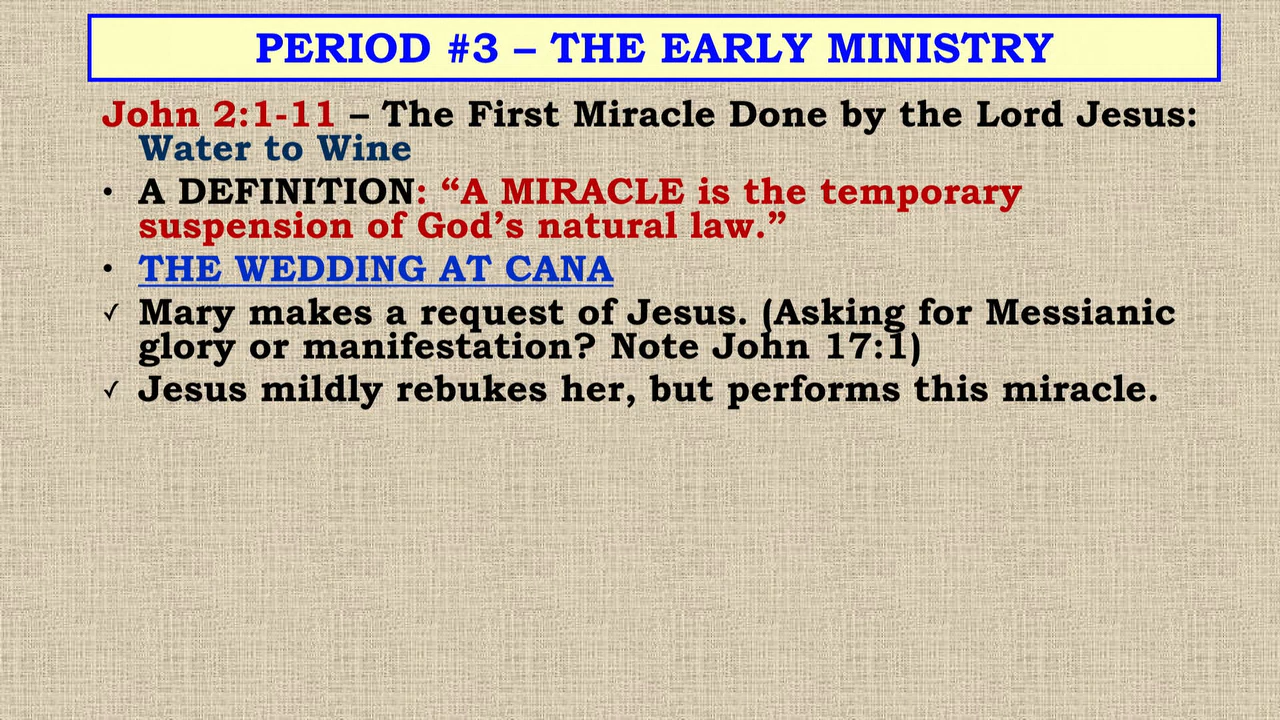 PERIOD #3 – THE EARLY MINISTRY
John 2:1-11 – The First Miracle Done by the Lord Jesus:
Water to Wine
• A DEFINITION: “A MIRACLE is the temporary
suspension of God’s natural law.”
• THE WEDDING AT CANA
✓ Mary makes a request of Jesus. (Asking for Messianic
glory or manifestation? Note John 17:1)
✓ Jesus mildly rebukes her, but performs this miracle.